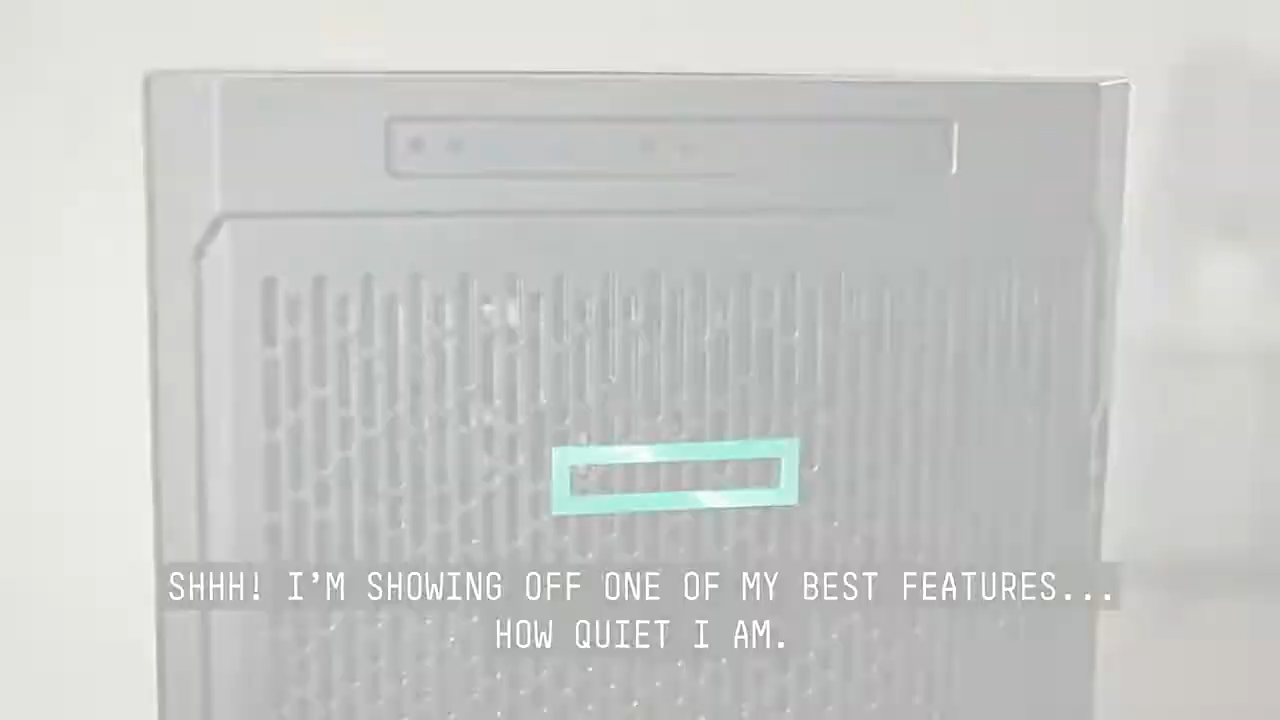 SHHH! I'M SHOWING OFF ONE OF MY BEST FEATURES...
HOW QUIET I AM.